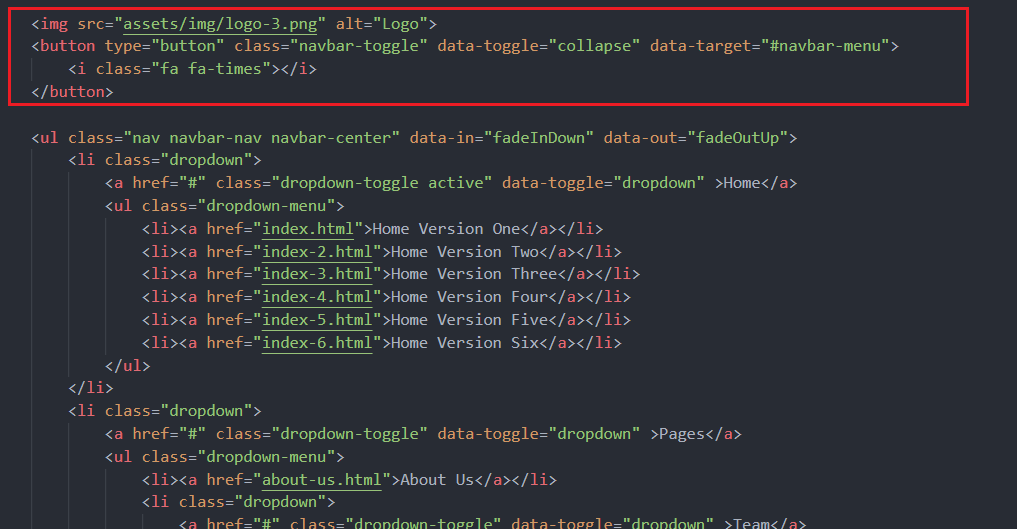 <img src="assets/img/logo-3.png" alt="Logo">
<button type="button" class="navbar-toggle" data-toggle="collapse" data-target="#navbar-menu">
<i class="fa fa-times"></i>
</button>
<ul class="nav navbar-nav navbar-center" data-in="fadeInDown" data-out="fadeOutUp">
<li class="dropdown">
<a href="#" class="dropdown-toggle active" data-toggle="dropdown" >Home</a>
<ul class="dropdown-menu">
<li><a href="index.html">Home Version One</a></li>
<li><a href="index-2.html">Home Version Two</a></li>
<li><a href="index-3.html">Home Version Three</a></li>
<li><a href="index-4.html">Home Version Four</a></li>
<li><a href="index-5.html">Home Version Five</a></li>
<li><a href="index-6.html">Home Version Six</a></li>
</ul>
</li>
<li class="dropdown">
<a href="#" class="dropdown-toggle" data-toggle="dropdown" >Pages</a>
<ul class="dropdown-menu">
<li><a href="about-us.html">About Us</a></li>
<li class="dropdown">
<a href="#" class="dropdown-toggle" data-toggle="dropdown" >Team</a>